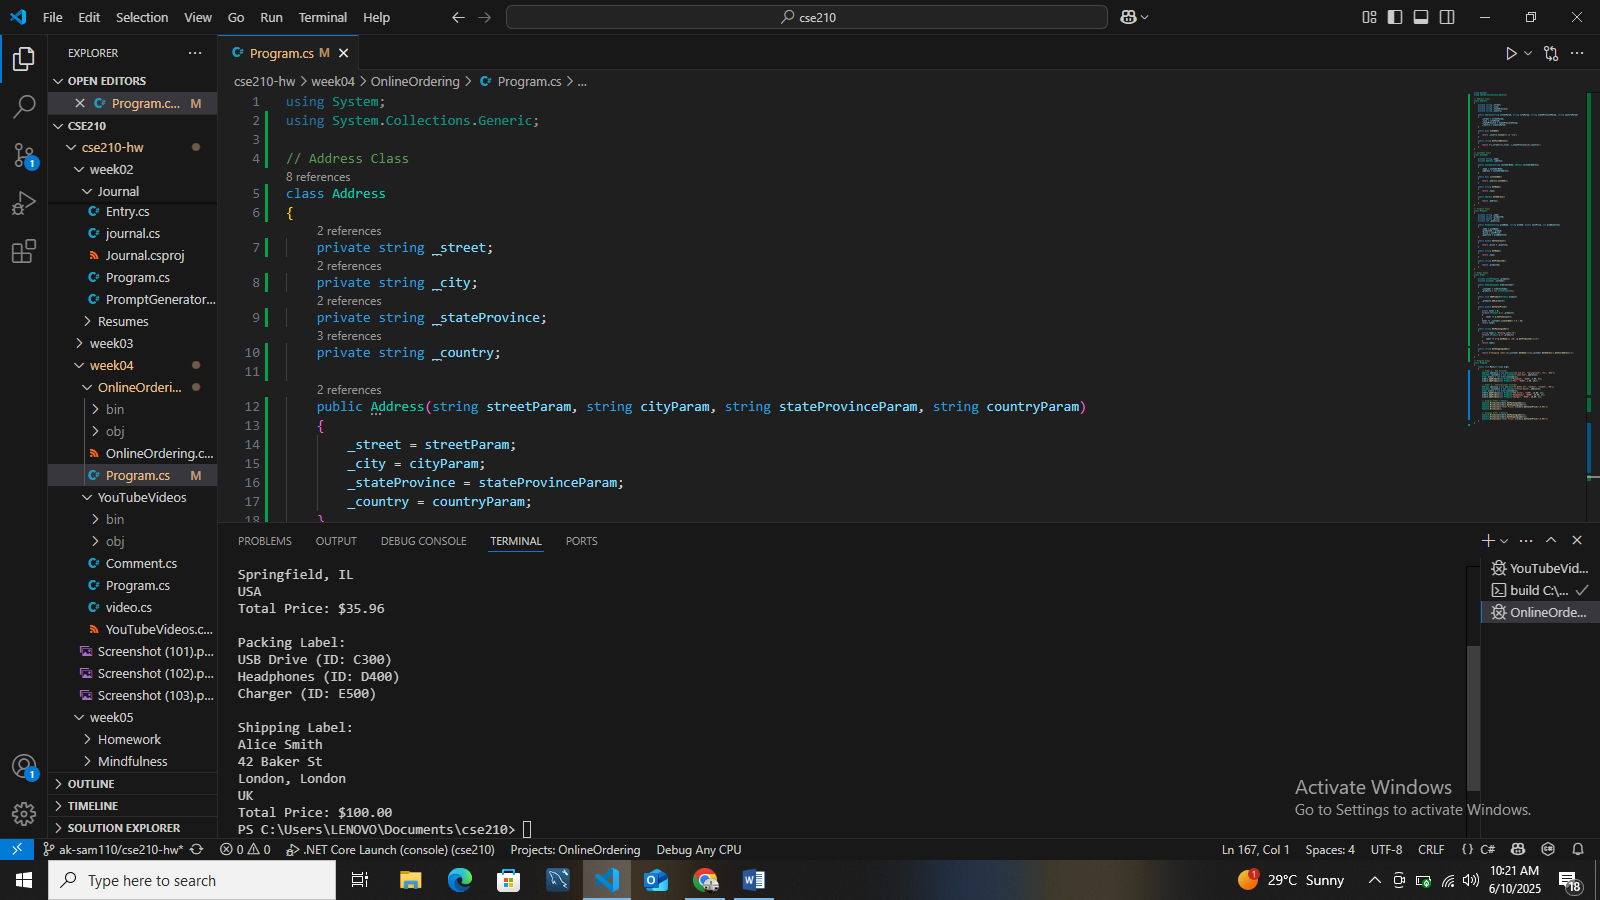 File Edit Selection View Go Run Terminal Help
cse210
EXPLORER
OPEN EDITORS
Program.c... M
CSE210
cse210-hw
week02
Journal
Entry.cs
journal.cs
Journal.csproj
Program.cs
PromptGenerator...
Resumes
week03
week04
OnlineOrderi...
bin
obj
OnlineOrdering.c...
Program.cs M
YouTubeVideos
bin
obj
Comment.cs
Program.cs
video.cs
YouTubeVideos.c...
Screenshot (101).p...
Screenshot (102).p...
Screenshot (103).p...
week05
Homework
Mindfulness
OUTLINE
TIMELINE
SOLUTION EXPLORER
1
1
Program.cs M
cse210-hw > week04 > OnlineOrdering > Program.cs > ...
1 using System;
2 using System.Collections.Generic;
3
4 // Address Class
8 references
5 class Address
6 {
2 references
7 private string _street;
2 references
8 private string _city;
2 references
9 private string _stateProvince;
3 references
10 private string _country;
11
2 references
12 public Address(string streetParam, string cityParam, string stateProvinceParam, string countryParam)
13 {
14 _street = streetParam;
15 _city = cityParam;
16 _stateProvince = stateProvinceParam;
17 _country = countryParam;
18 }
PROBLEMS OUTPUT DEBUG CONSOLE TERMINAL PORTS
Springfield, IL
USA
Total Price: $35.96
Packing Label:
USB Drive (ID: C300)
Headphones (ID: D400)
Charger (ID: E500)
Shipping Label:
Alice Smith
42 Baker St
London, London
UK
Total Price: $100.00
PS C:\Users\LENOVO\Documents\cse210>
YouTubeVid...
build C:\...
OnlineOrde...
Activate Windows
Go to Settings to activate Windows.
ak-sam110/cse210-hw* 0 0 .NET Core Launch (console) (cse210) Projects: OnlineOrdering Debug Any CPU Ln 167, Col 1 Spaces: 4 UTF-8 CRLF {} C#
Type here to search
1
29°C Sunny
10:21 AM
6/10/2025
18